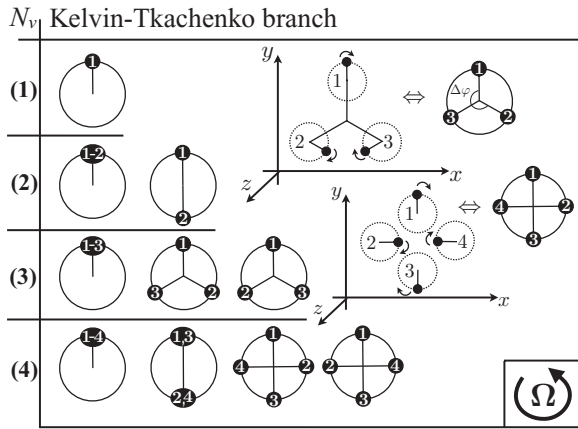 Nv Kelvin-Tkachenko branch
(1) 1
y
1
2 3
z x
⇔
1
Δφ
3 2
(2) 1-2 1
2
y
1
2 4
3
z x
⇔
1
4 2
3
(3) 1-3 1 1
3 2 2 3
(4) 1-4 1,3 1 1
4 2 2 4
2,4 3 3
Ω